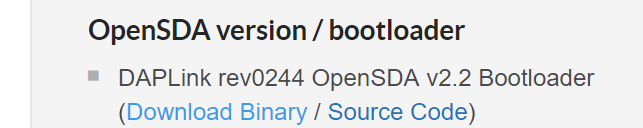 OpenSDA version / bootloader
DAPLink rev0244 OpenSDA v2.2 Bootloader
(Download Binary / Source Code)